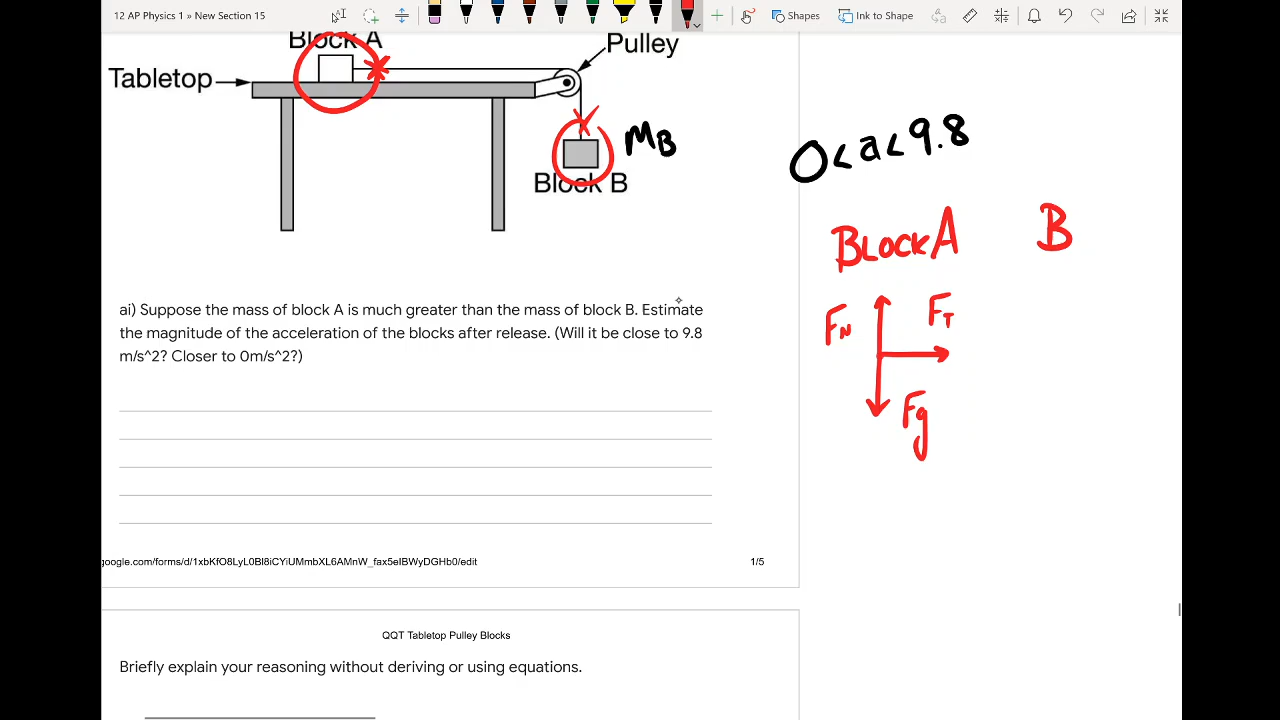 12 AP Physics 1 » New Section 15
Shapes
Ink to Shape
Block A
Pulley
Tabletop
MB
Block B
0 < a < 9.8
BLOCK A
B
FN
FT
Fg
ai) Suppose the mass of block A is much greater than the mass of block B. Estimate
the magnitude of the acceleration of the blocks after release. (Will it be close to 9.8
m/s^2? Closer to 0m/s^2?)
google.com/forms/d/1xbKfO8LyL0BI8iCYiUMmbXL6AMnW_fax5eIBWyDGHb0/edit
1/5
QQT Tabletop Pulley Blocks
Briefly explain your reasoning without deriving or using equations.